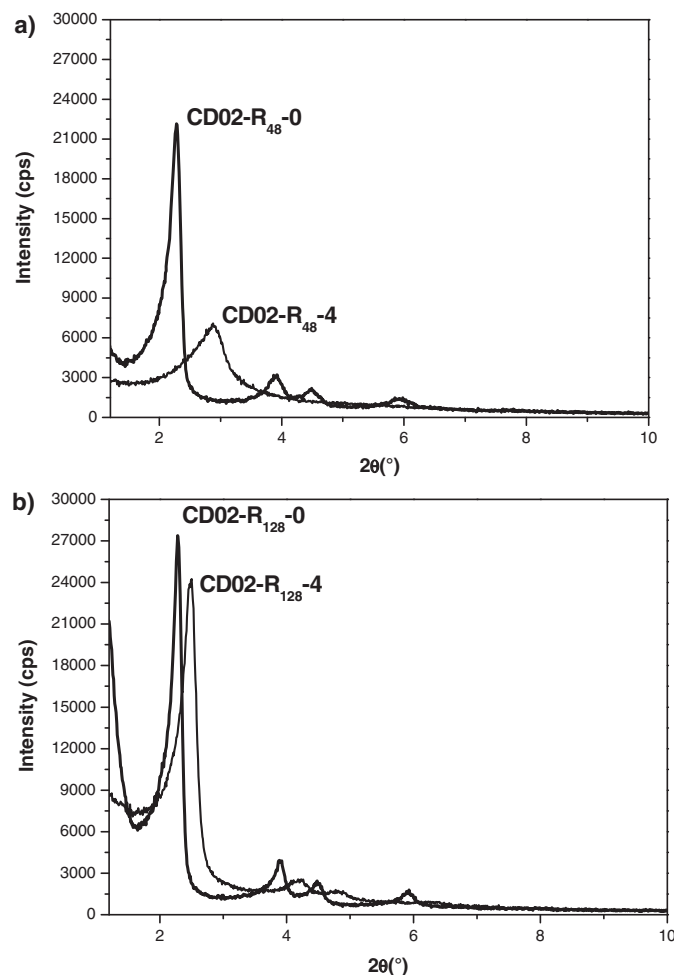 a)
30000
27000
24000
21000
18000
15000
12000
9000
6000
3000
0
Intensity (cps)
CD02-R₄₈-0
CD02-R₄₈-4
2 4 6 8 10
2θ(°)
b)
30000
27000
24000
21000
18000
15000
12000
9000
6000
3000
0
Intensity (cps)
CD02-R₁₂₈-0
CD02-R₁₂₈-4
2 4 6 8 10
2θ(°)